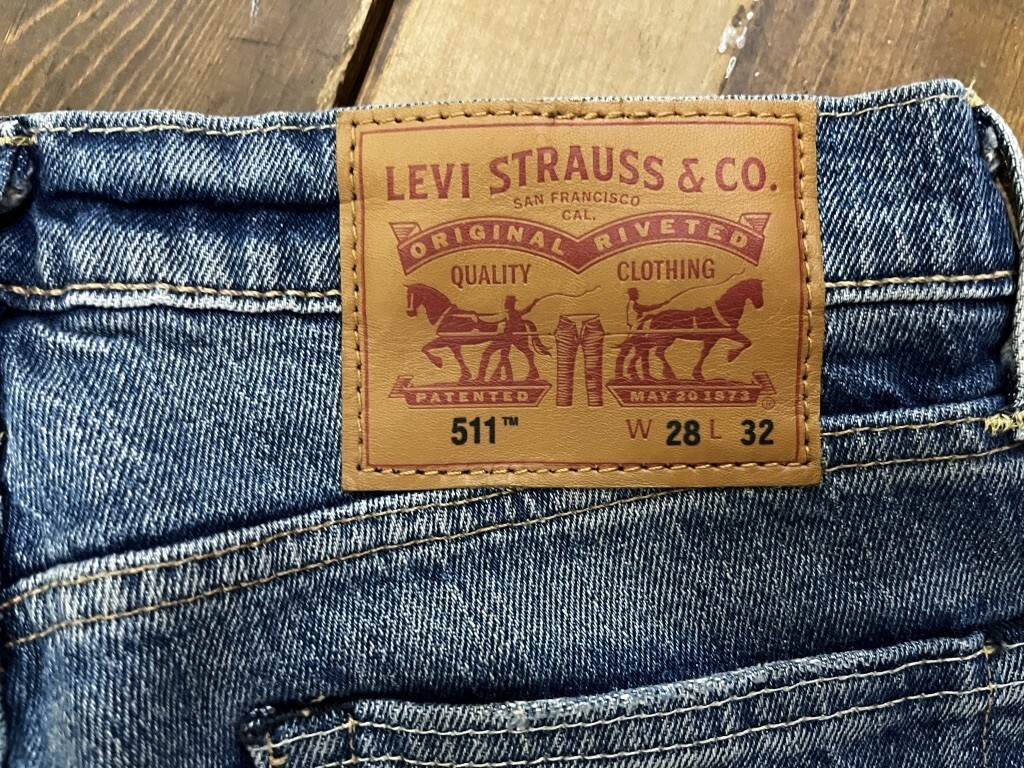 LEVI STRAUSS & CO.
SAN FRANCISCO
CAL.
ORIGINAL RIVETED
QUALITY CLOTHING
PATENTED MAY 20 1873 ®
511™ W 28 L 32